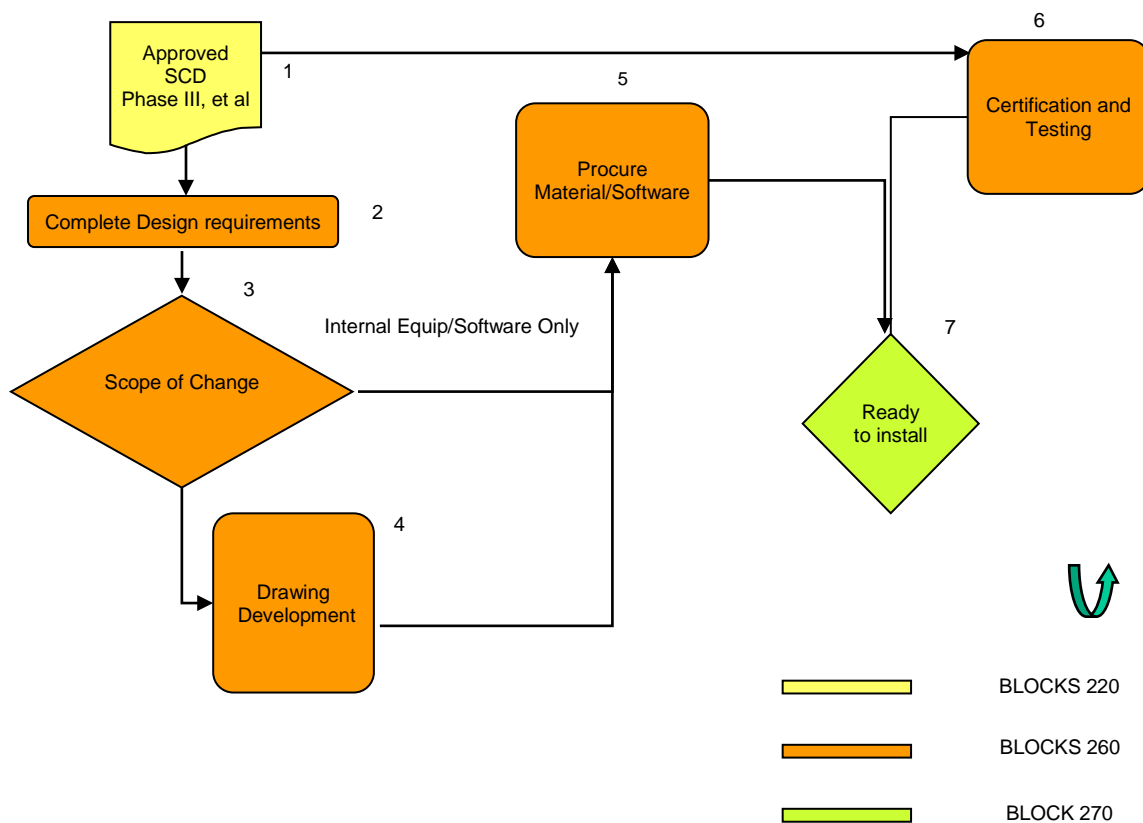 6
Approved
SCD
Phase III, et al
1
5
Certification and
Testing
Procure
Material/Software
Complete Design requirements
2
3
Internal Equip/Software Only
7
Scope of Change
Ready
to install
4
Drawing
Development
BLOCKS 220
BLOCKS 260
BLOCK 270